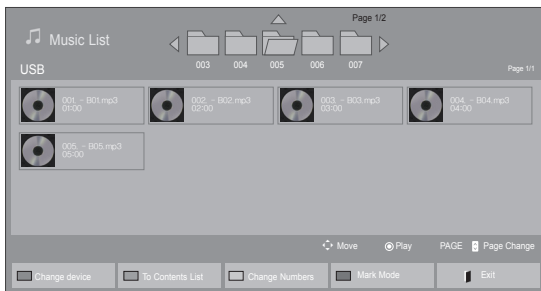 Page 1/2
Music List
003 004 005 006 007
USB
Page 1/1
001. - B01.mp3
01:00
002. - B02.mp3
02:00
003. - B03.mp3
03:00
004. - B04.mp3
04:00
005. - B05.mp3
05:00
Move Play PAGE Page Change
Change device To Contents List Change Numbers Mark Mode Exit